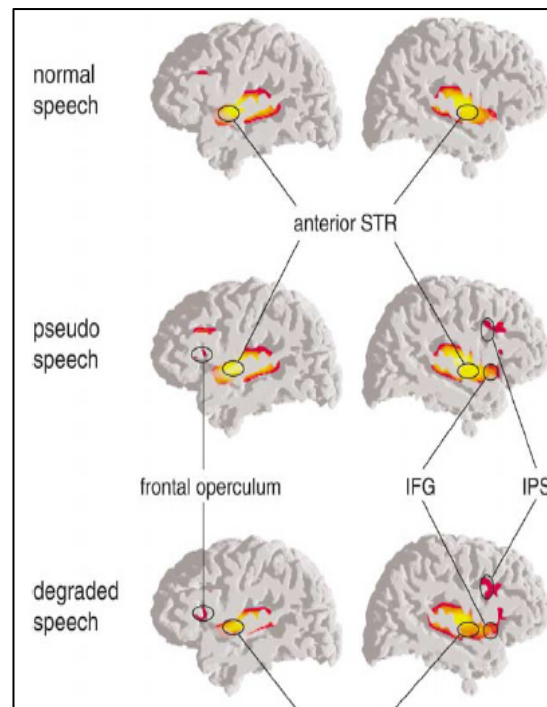 normal
speech
anterior STR
pseudo
speech
frontal operculum IFG IPS
degraded
speech